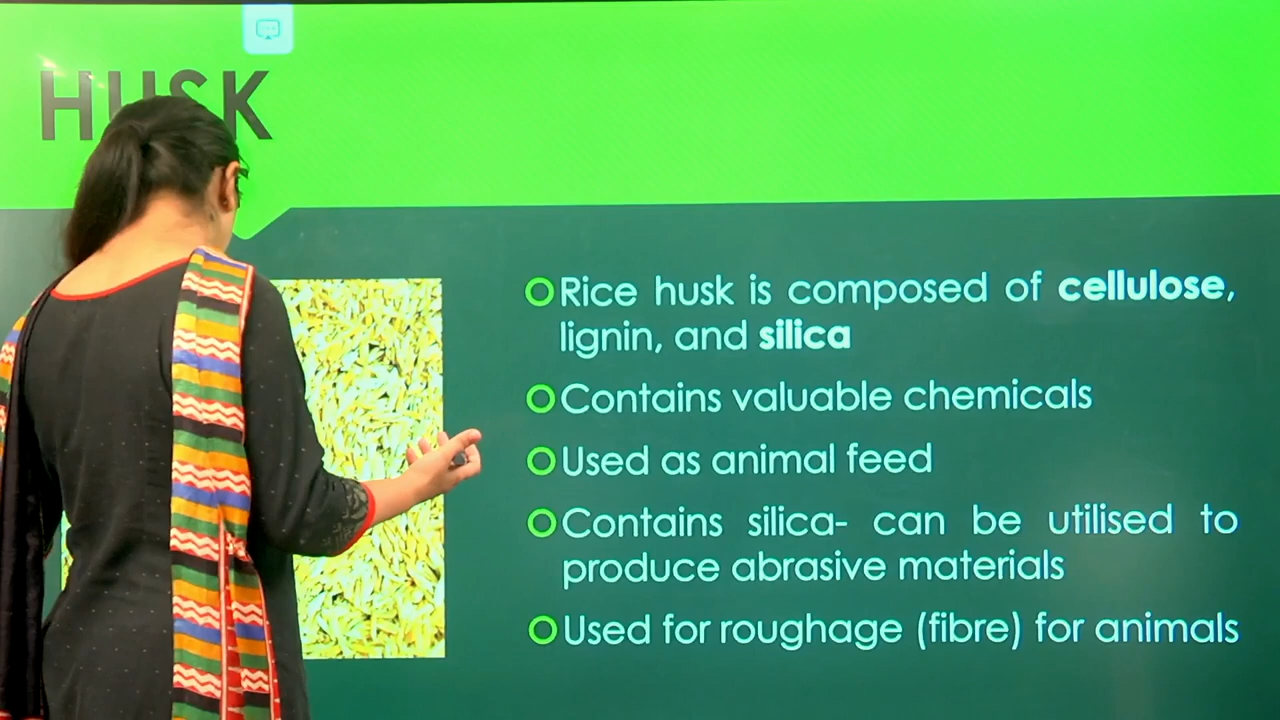 HUSK
Rice husk is composed of cellulose,
lignin, and silica
Contains valuable chemicals
Used as animal feed
Contains silica- can be utilised to
produce abrasive materials
Used for roughage (fibre) for animals